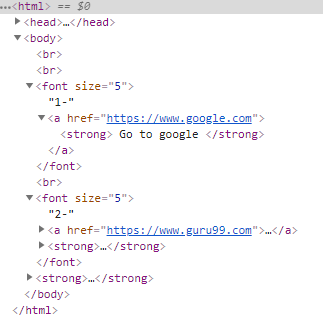 ...<html> == $0
▶<head>…</head>
▼<body>
<br>
<br>
▼<font size="5">
"1-"
▼<a href="https://www.google.com">
<strong> Go to google </strong>
</a>
</font>
<br>
▼<font size="5">
"2-"
▶<a href="https://www.guru99.com">…</a>
▶<strong>…</strong>
</font>
▶<strong>…</strong>
</body>
</html>